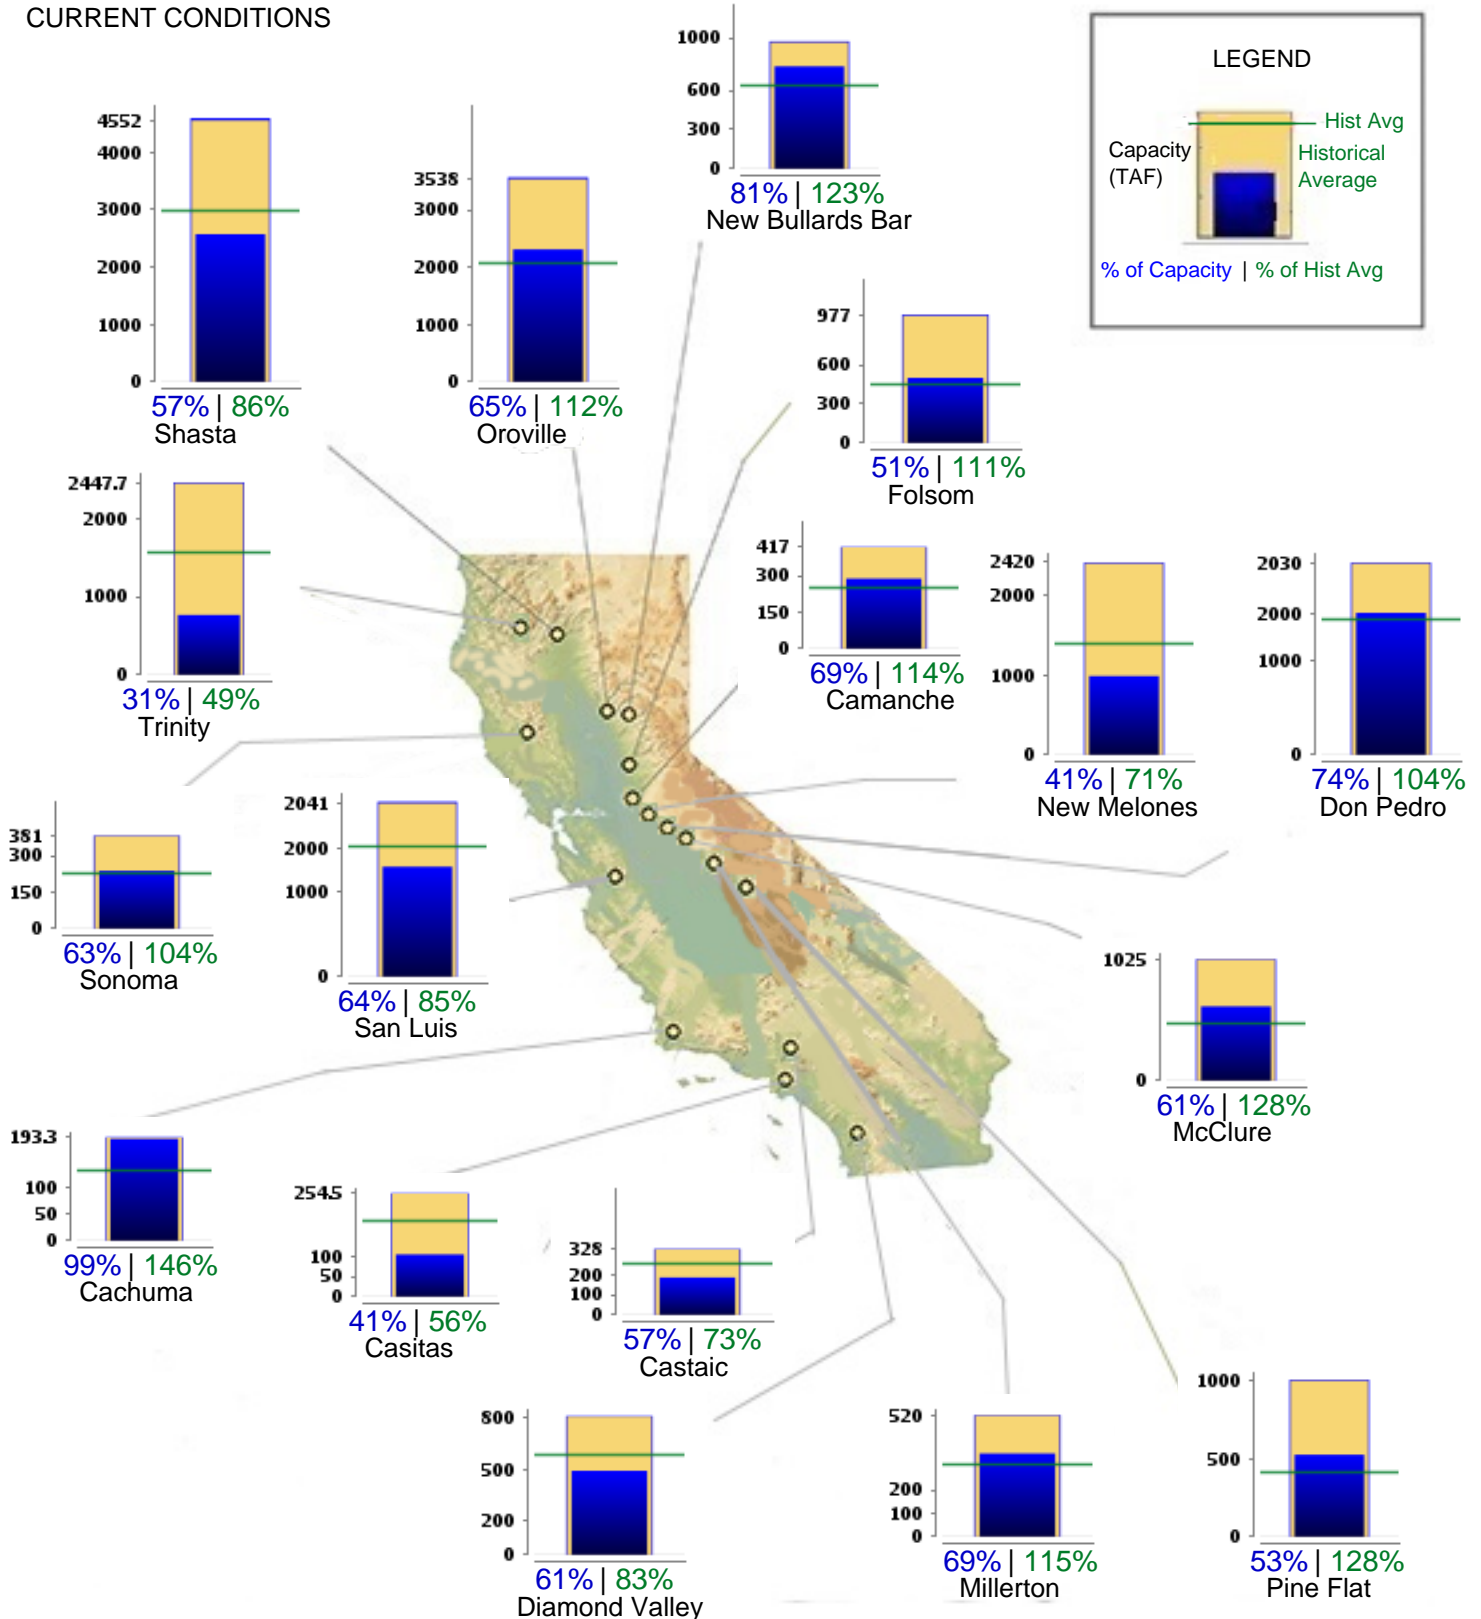 CURRENT CONDITIONS
1000
600
300
0
81% | 123%
New Bullards Bar
LEGEND
Hist Avg
Capacity
(TAF)
Historical
Average
% of Capacity | % of Hist Avg
4552
4000
3000
2000
1000
0
57% | 86%
Shasta
3538
3000
2000
1000
0
65% | 112%
Oroville
977
600
300
0
51% | 111%
Folsom
2447.7
2000
1000
0
31% | 49%
Trinity
417
300
150
0
69% | 114%
Camanche
2420
2000
1000
0
41% | 71%
New Melones
2030
2000
1000
0
74% | 104%
Don Pedro
381
300
150
0
63% | 104%
Sonoma
2041
2000
1000
0
64% | 85%
San Luis
1025
0
61% | 128%
McClure
193.3
100
50
0
99% | 146%
Cachuma
254.5
100
50
0
41% | 56%
Casitas
328
200
100
0
57% | 73%
Castaic
800
500
200
0
61% | 83%
Diamond Valley
520
200
100
0
69% | 115%
Millerton
1000
500
0
53% | 128%
Pine Flat